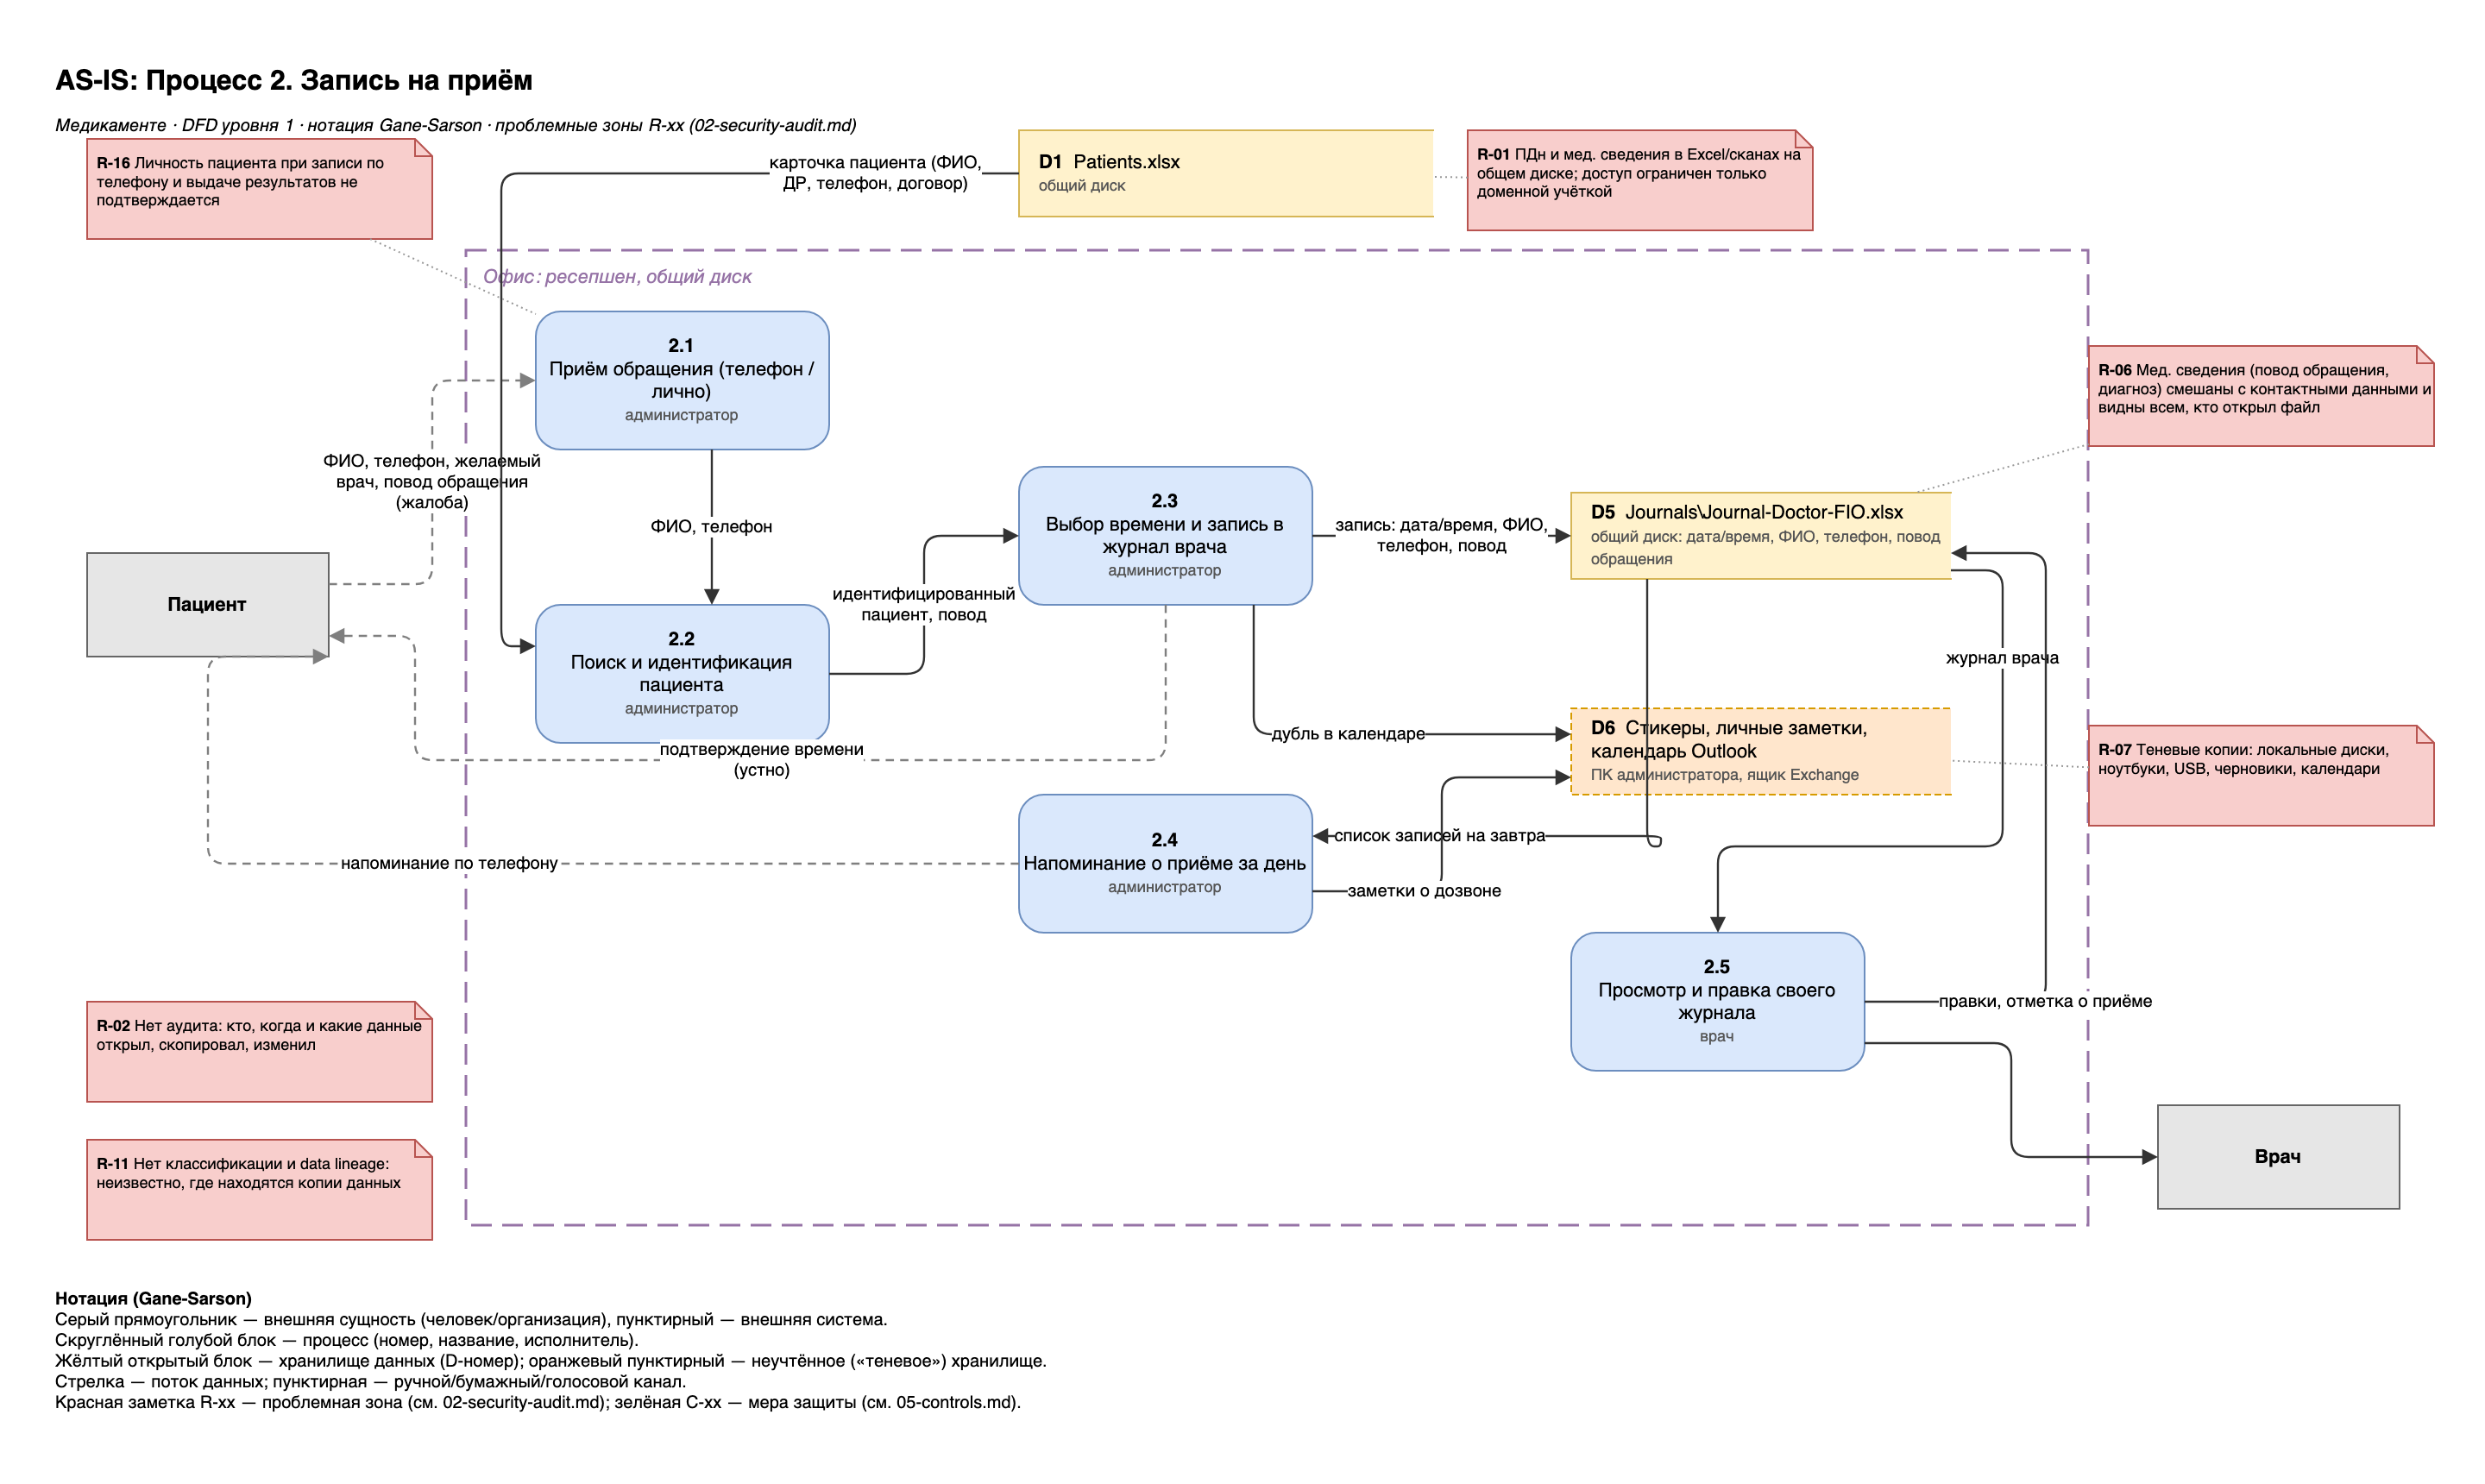 AS-IS: Процесс 2. Запись на приём
Медикаменте · DFD уровня 1 · нотация Gane-Sarson · проблемные зоны R-xx (02-security-audit.md)
R-16 Личность пациента при записи по
телефону и выдаче результатов не
подтверждается
карточка пациента (ФИО,
ДР, телефон, договор)
D1 Patients.xlsx
общий диск
R-01 ПДн и мед. сведения в Excel/сканах на
общем диске; доступ ограничен только
доменной учёткой
Офис: ресепшен, общий диск
2.1
Приём обращения (телефон /
лично)
администратор
R-06 Мед. сведения (повод обращения,
диагноз) смешаны с контактными данными и
видны всем, кто открыл файл
ФИО, телефон, желаемый
врач, повод обращения
(жалоба)
ФИО, телефон
2.3
Выбор времени и запись в
журнал врача
администратор
запись: дата/время, ФИО,
телефон, повод
D5 Journals\Journal-Doctor-FIO.xlsx
общий диск: дата/время, ФИО, телефон, повод
обращения
Пациент
идентифицированный
пациент, повод
2.2
Поиск и идентификация
пациента
администратор
журнал врача
подтверждение времени
(устно)
дубль в календаре
D6 Стикеры, личные заметки,
календарь Outlook
ПК администратора, ящик Exchange
R-07 Теневые копии: локальные диски,
ноутбуки, USB, черновики, календари
2.4
Напоминание о приёме за день
администратор
список записей на завтра
напоминание по телефону
заметки о дозвоне
2.5
Просмотр и правка своего
журнала
врач
правки, отметка о приёме
R-02 Нет аудита: кто, когда и какие данные
открыл, скопировал, изменил
R-11 Нет классификации и data lineage:
неизвестно, где находятся копии данных
Врач
Нотация (Gane-Sarson)
Серый прямоугольник — внешняя сущность (человек/организация), пунктирный — внешняя система.
Скруглённый голубой блок — процесс (номер, название, исполнитель).
Жёлтый открытый блок — хранилище данных (D-номер); оранжевый пунктирный — неучтённое («теневое») хранилище.
Стрелка — поток данных; пунктирная — ручной/бумажный/голосовой канал.
Красная заметка R-xx — проблемная зона (см. 02-security-audit.md); зелёная C-xx — мера защиты (см. 05-controls.md).